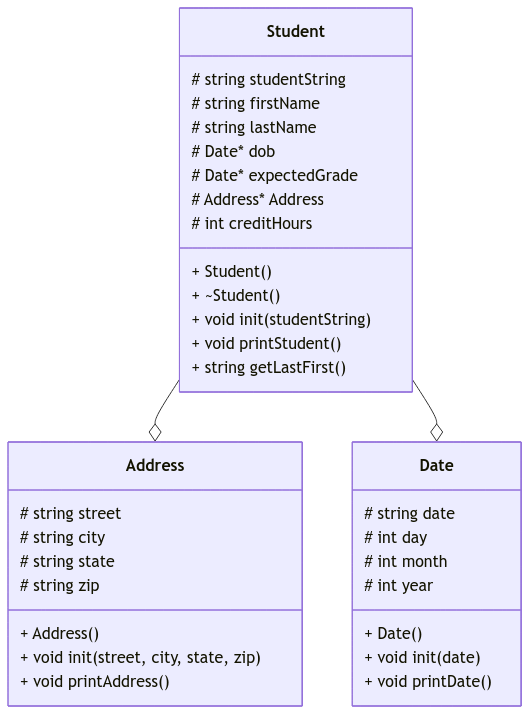 Student
# string studentString
# string firstName
# string lastName
# Date* dob
# Date* expectedGrade
# Address* Address
# int creditHours
+ Student()
+ ~Student()
+ void init(studentString)
+ void printStudent()
+ string getLastFirst()
Address
# string street
# string city
# string state
# string zip
+ Address()
+ void init(street, city, state, zip)
+ void printAddress()
Date
# string date
# int day
# int month
# int year
+ Date()
+ void init(date)
+ void printDate()